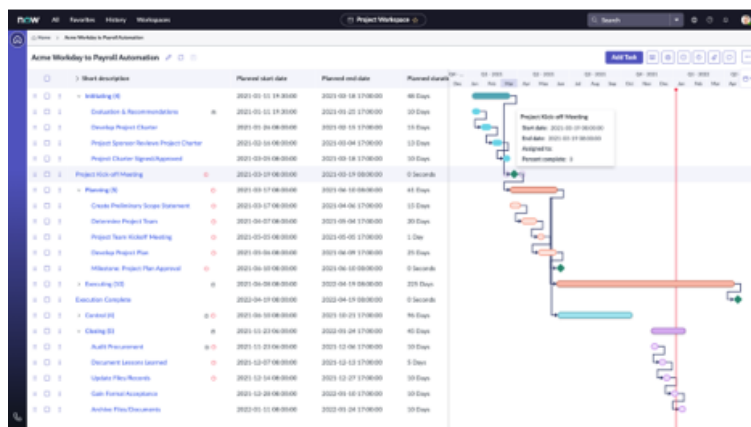 now All Favorites History Workspaces Project Workspace Search
Home > Acme Workday to Payroll Automation
Acme Workday to Payroll Automation Add Task
Short description Planned start date Planned end date Planned duration
Initiating (4) 2021-01-11 19:30:00 2021-03-18 17:00:00 48 Days
Evaluation & Recommendations 2021-01-11 19:30:00 2021-01-25 17:00:00 10 Days
Develop Project Charter 2021-01-26 08:00:00 2021-02-15 17:00:00 15 Days
Project Sponsor Reviews Project Charter 2021-02-16 08:00:00 2021-03-04 17:00:00 13 Days
Project Charter Signed/Approved 2021-03-05 08:00:00 2021-03-18 17:00:00 10 Days
Project Kick-off Meeting 2021-03-19 08:00:00 2021-03-19 08:00:00 0 Seconds
Planning (5) 2021-03-17 08:00:00 2021-06-10 08:00:00 61 Days
Create Preliminary Scope Statement 2021-03-17 08:00:00 2021-04-06 17:00:00 15 Days
Determine Project Team 2021-04-07 08:00:00 2021-05-04 17:00:00 20 Days
Project Team Kickoff Meeting 2021-05-05 08:00:00 2021-05-05 17:00:00 1 Day
Develop Project Plan 2021-05-06 08:00:00 2021-06-09 17:00:00 25 Days
Milestone: Project Plan Approval 2021-06-10 08:00:00 2021-06-10 08:00:00 0 Seconds
Executing (10) 2021-06-08 08:00:00 2022-04-19 08:00:00 225 Days
Execution Complete 2022-04-19 08:00:00 2022-04-19 08:00:00 0 Seconds
Control (4) 2021-06-10 08:00:00 2021-10-21 17:00:00 96 Days
Closing (5) 2021-11-23 06:00:00 2022-01-24 17:00:00 45 Days
Audit Procurement 2021-11-23 06:00:00 2021-12-06 17:00:00 10 Days
Document Lessons Learned 2021-12-07 08:00:00 2021-12-13 17:00:00 5 Days
Update Files/Records 2021-12-14 08:00:00 2021-12-27 17:00:00 10 Days
Gain Formal Acceptance 2021-12-28 08:00:00 2022-01-10 17:00:00 10 Days
Archive Files/Documents 2022-01-11 08:00:00 2022-01-24 17:00:00 10 Days
Project Kick-off Meeting
Start date: 2021-03-19 08:00:00
End date: 2021-03-19 08:00:00
Assigned to:
Percent complete: 0